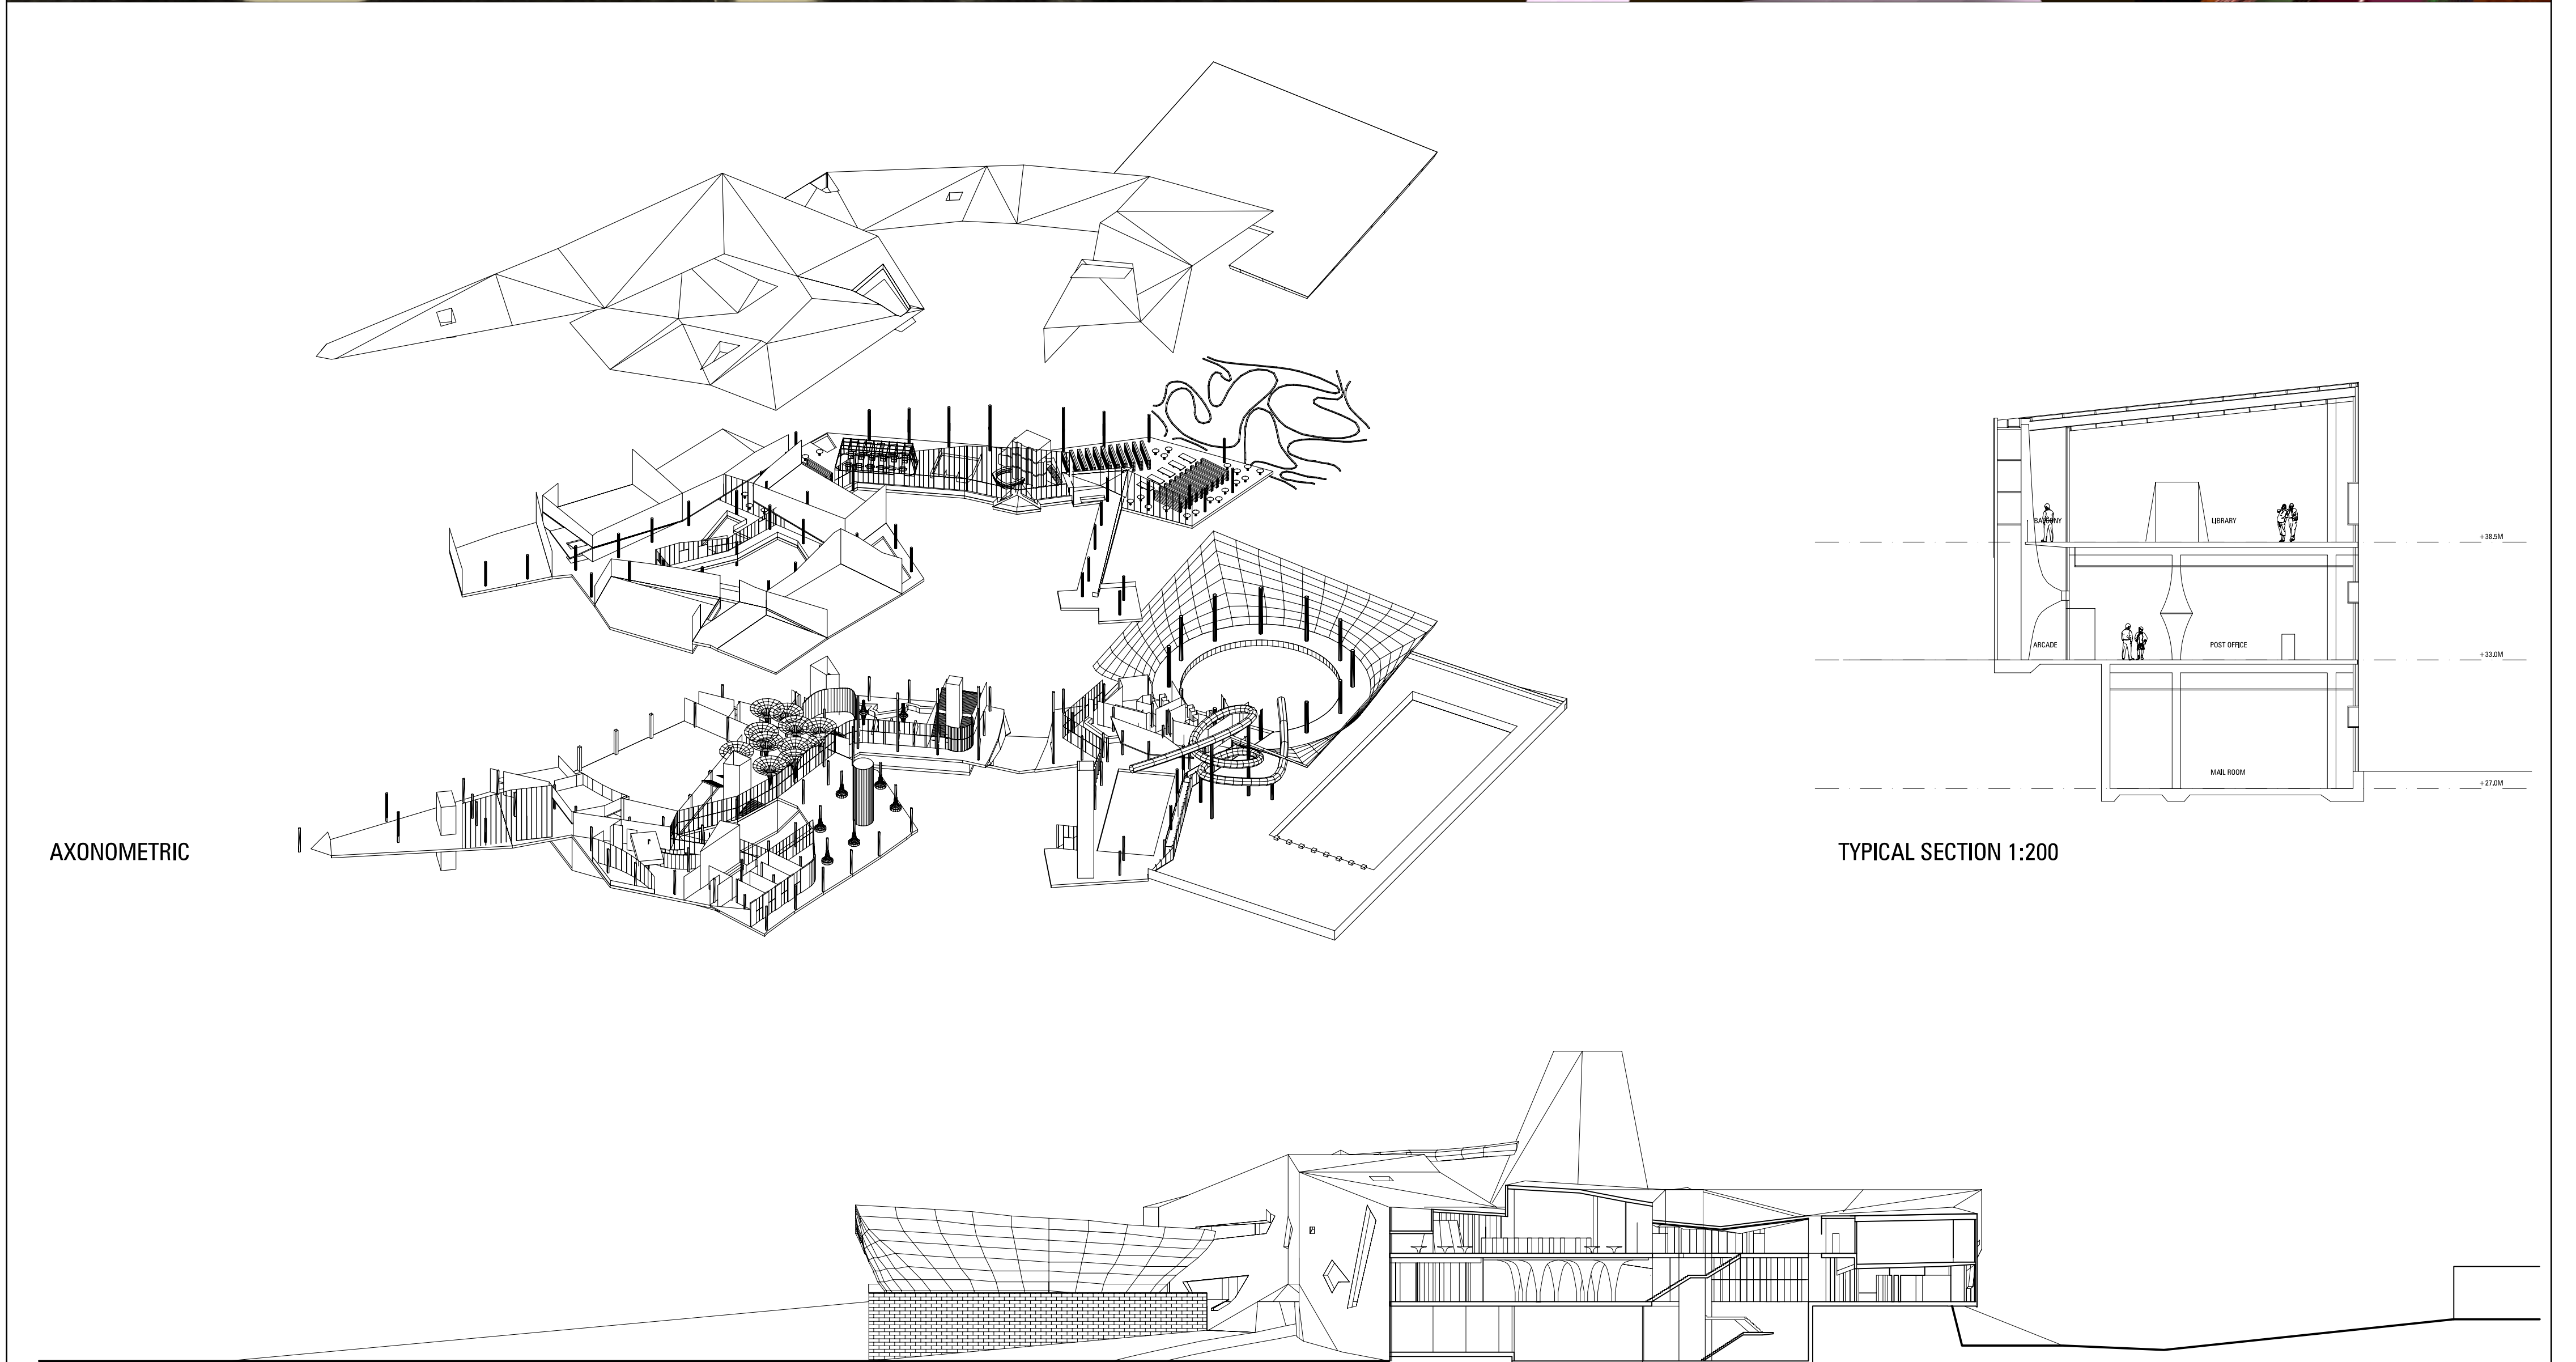 BALCONY
LIBRARY
+38.5M
ARCADE
POST OFFICE
+33.0M
MAIL ROOM
+27.0M
AXONOMETRIC
TYPICAL SECTION 1:200